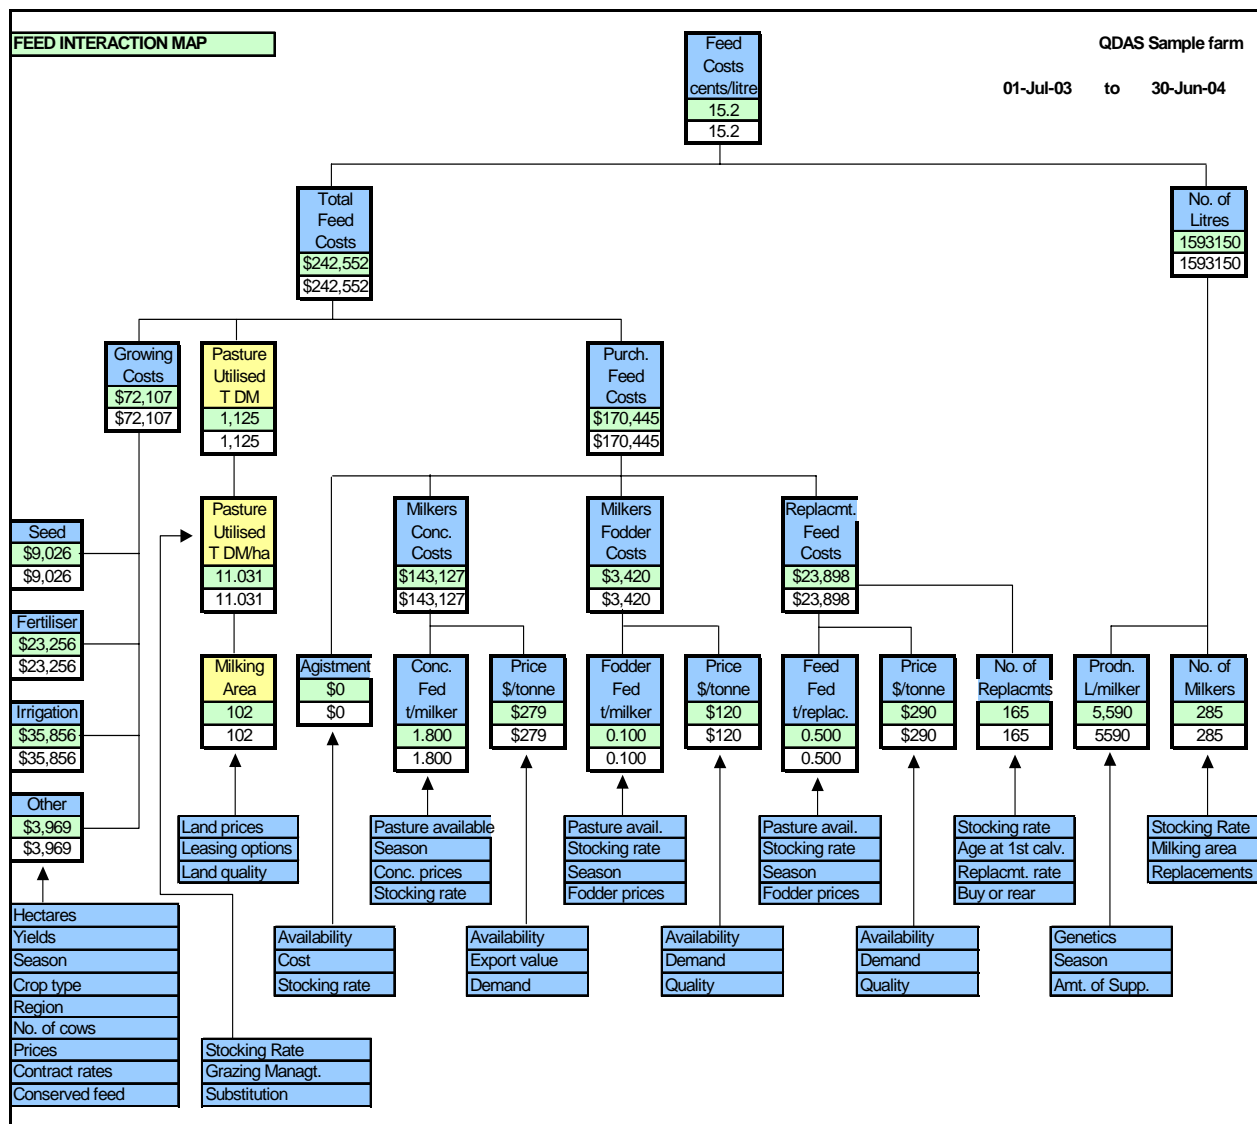 FEED INTERACTION MAP
QDAS Sample farm
01-Jul-03 to 30-Jun-04
Feed
Costs
cents/litre
15.2
15.2
Total
Feed
Costs
$242,552
$242,552
No. of
Litres
1593150
1593150
Growing
Costs
$72,107
$72,107
Pasture
Utilised
T DM
1,125
1,125
Purch.
Feed
Costs
$170,445
$170,445
Seed
$9,026
$9,026
Fertiliser
$23,256
$23,256
Irrigation
$35,856
$35,856
Other
$3,969
$3,969
Pasture
Utilised
T DM/ha
11.031
11.031
Milkers
Conc.
Costs
$143,127
$143,127
Milkers
Fodder
Costs
$3,420
$3,420
Replacmt.
Feed
Costs
$23,898
$23,898
Milking
Area
102
102
Agistment
$0
$0
Conc.
Fed
t/milker
1.800
1.800
Price
$/tonne
$279
$279
Fodder
Fed
t/milker
0.100
0.100
Price
$/tonne
$120
$120
Feed
Fed
t/replac.
0.500
0.500
Price
$/tonne
$290
$290
No. of
Replacmts
165
165
Prodn.
L/milker
5,590
5590
No. of
Milkers
285
285
Land prices
Leasing options
Land quality
Pasture available
Season
Conc. prices
Stocking rate
Pasture avail.
Stocking rate
Season
Fodder prices
Pasture avail.
Stocking rate
Season
Fodder prices
Stocking rate
Age at 1st calv.
Replacmt. rate
Buy or rear
Stocking Rate
Milking area
Replacements
Hectares
Yields
Season
Crop type
Region
No. of cows
Prices
Contract rates
Conserved feed
Availability
Cost
Stocking rate
Availability
Export value
Demand
Availability
Demand
Quality
Availability
Demand
Quality
Genetics
Season
Amt. of Supp.
Stocking Rate
Grazing Managt.
Substitution